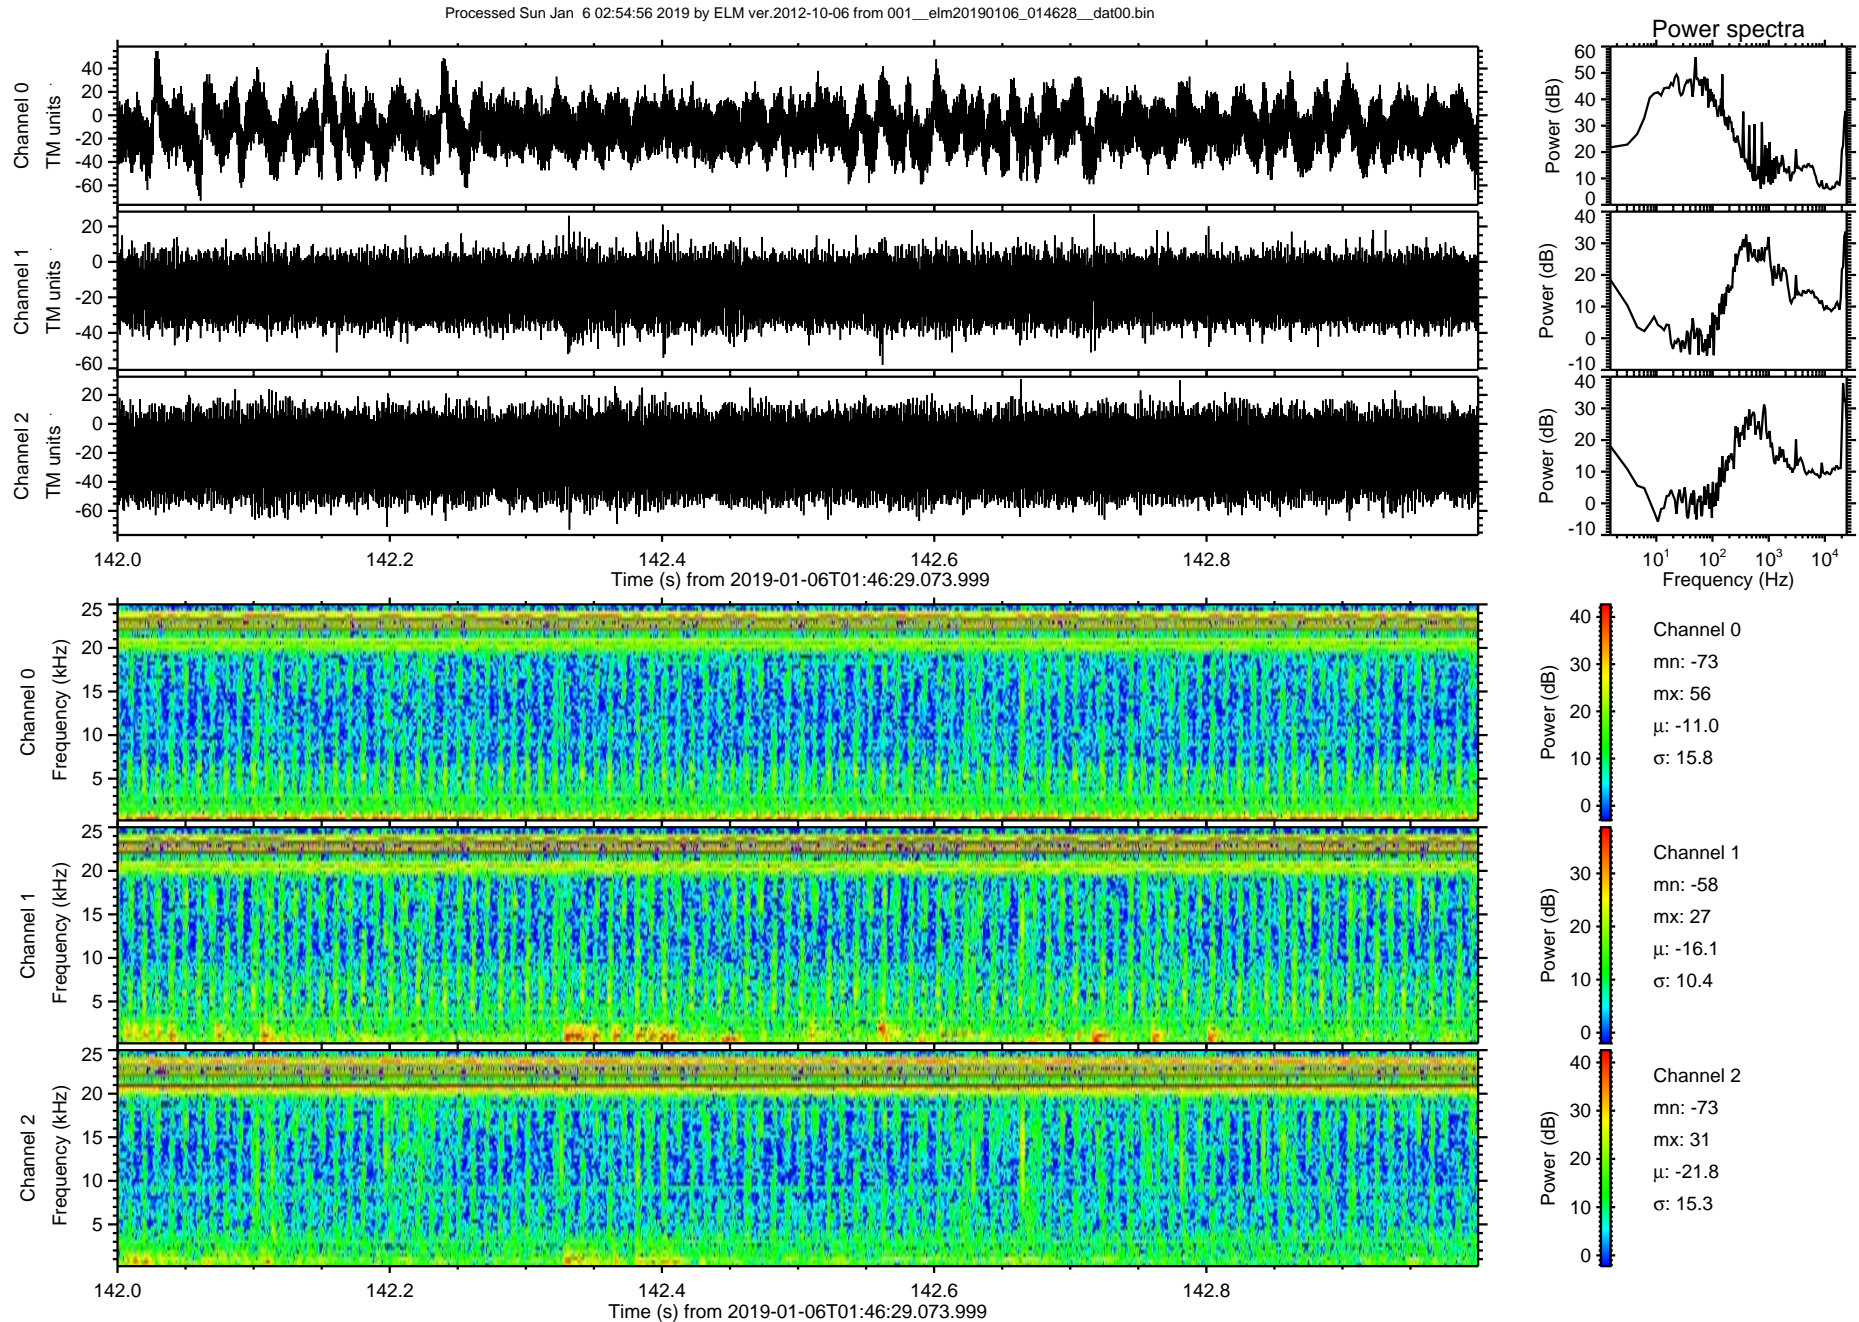 Processed Sun Jan  6 02:54:56 2019 by ELM ver.2012-10-06 from 001__elm20190106_014628__dat00.bin
Power spectra
Channel 0
TM units
40
20
0
-20
-40
-60
Power (dB)
60
50
40
30
20
10
0
Channel 1
TM units
20
0
-20
-40
-60
Power (dB)
40
30
20
10
0
-10
Channel 2
TM units
20
0
-20
-40
-60
Power (dB)
40
30
20
10
0
-10
142.0 142.2 142.4 142.6 142.8
Time (s) from 2019-01-06T01:46:29.073.999
10^1 10^2 10^3 10^4
Frequency (Hz)
Channel 0
Frequency (kHz)
25
20
15
10
5
Power (dB)
40
30
20
10
0
Channel 0
mn: -73
mx: 56
μ: -11.0
σ: 15.8
Channel 1
Frequency (kHz)
25
20
15
10
5
Power (dB)
30
20
10
0
Channel 1
mn: -58
mx: 27
μ: -16.1
σ: 10.4
Channel 2
Frequency (kHz)
25
20
15
10
5
Power (dB)
40
30
20
10
0
Channel 2
mn: -73
mx: 31
μ: -21.8
σ: 15.3
142.0 142.2 142.4 142.6 142.8
Time (s) from 2019-01-06T01:46:29.073.999